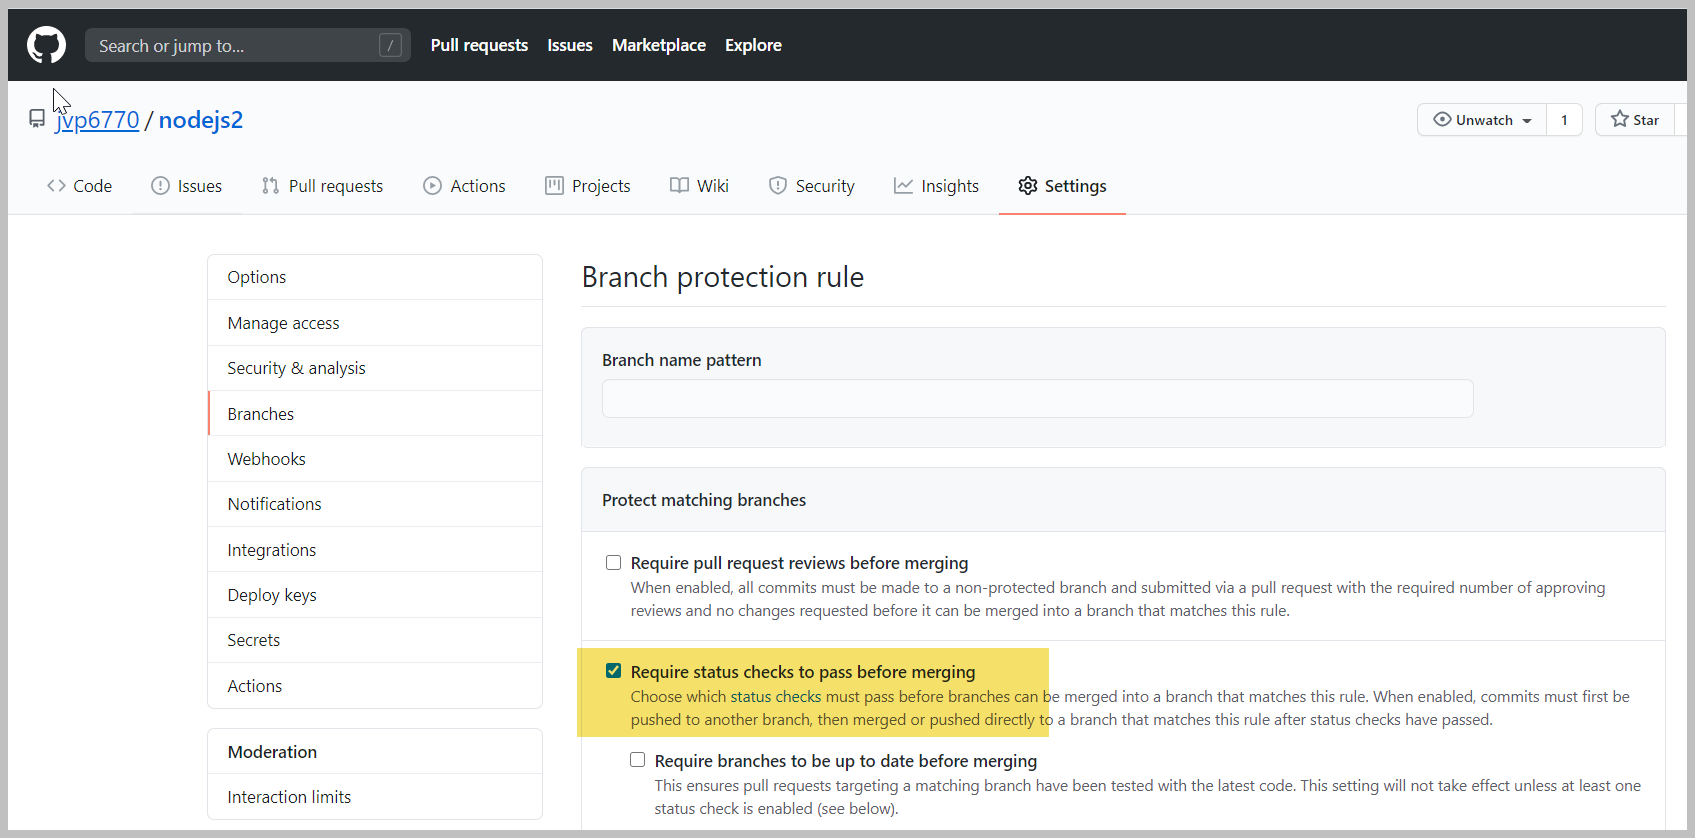 Search or jump to... /
Pull requests Issues Marketplace Explore
jvp6770 / nodejs2
Unwatch 1 Star
Code Issues Pull requests Actions Projects Wiki Security Insights Settings
Options
Manage access
Security & analysis
Branches
Webhooks
Notifications
Integrations
Deploy keys
Secrets
Actions
Moderation
Interaction limits
Branch protection rule
Branch name pattern
Protect matching branches
Require pull request reviews before merging
When enabled, all commits must be made to a non-protected branch and submitted via a pull request with the required number of approving
reviews and no changes requested before it can be merged into a branch that matches this rule.
Require status checks to pass before merging
Choose which status checks must pass before branches can be merged into a branch that matches this rule. When enabled, commits must first be
pushed to another branch, then merged or pushed directly to a branch that matches this rule after status checks have passed.
Require branches to be up to date before merging
This ensures pull requests targeting a matching branch have been tested with the latest code. This setting will not take effect unless at least one
status check is enabled (see below).